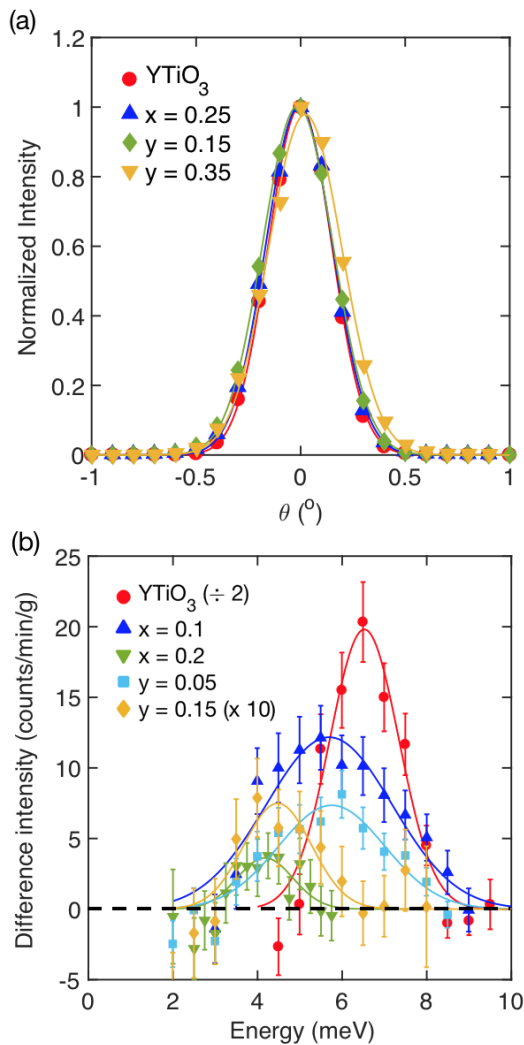 (a)
1.2
1
0.8
0.6
0.4
0.2
0
Normalized Intensity
YTiO₃
x = 0.25
y = 0.15
y = 0.35
-1 -0.5 0 0.5 1
θ (°)
(b)
25
20
15
10
5
0
-5
Difference intensity (counts/min/g)
YTiO₃ (÷ 2)
x = 0.1
x = 0.2
y = 0.05
y = 0.15 (x 10)
0 2 4 6 8 10
Energy (meV)